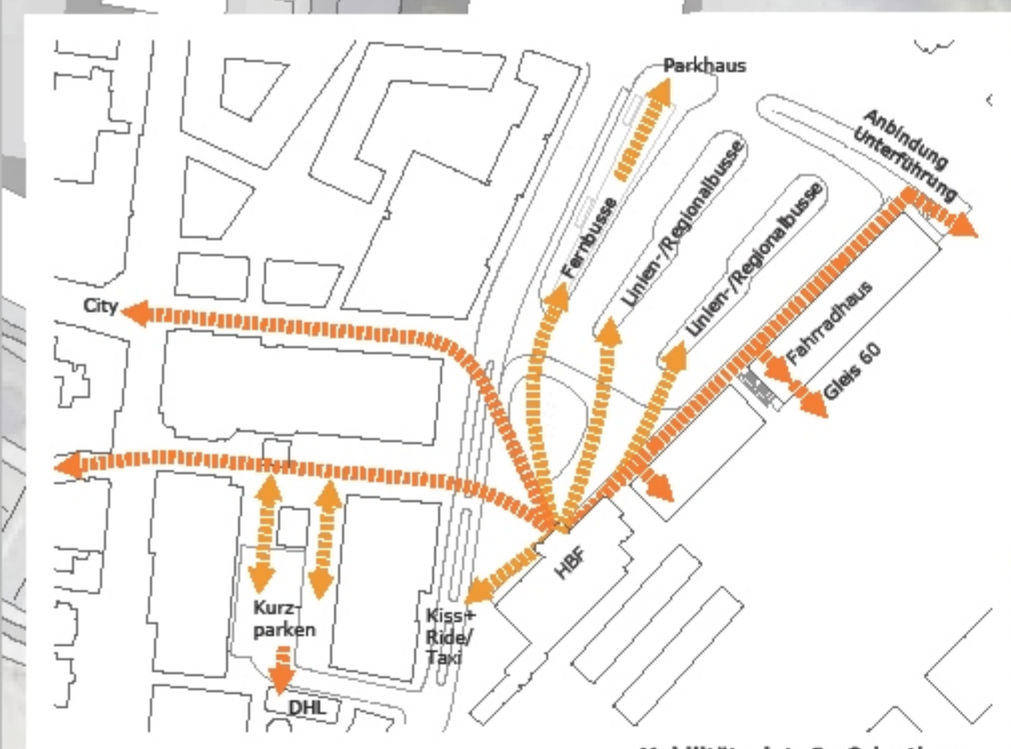 Parkhaus
Anbindung
Unterführung
Linien-/Regionalbusse
Linien-/Regionalbusse
Fernbusse
City
Fahrradhaus
Gleis 60
HBF
Kurz-
parken
Kiss+
Ride/
Taxi
DHL